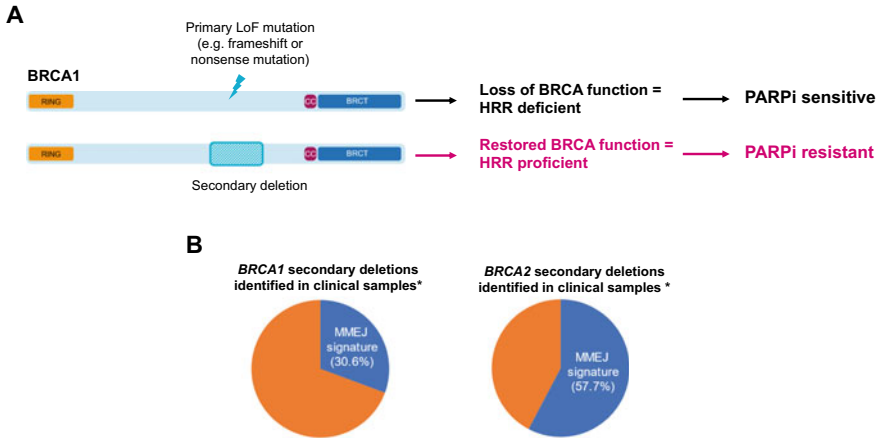 A
Primary LoF mutation
(e.g. frameshift or
nonsense mutation)
BRCA1
RING
CC
BRCT
Loss of BRCA function =
HRR deficient
PARPi sensitive
RING
CC
BRCT
Restored BRCA function =
HRR proficient
PARPi resistant
Secondary deletion
B
BRCA1 secondary deletions
identified in clinical samples*
MMEJ
signature
(30.6%)
BRCA2 secondary deletions
identified in clinical samples *
MMEJ
signature
(57.7%)